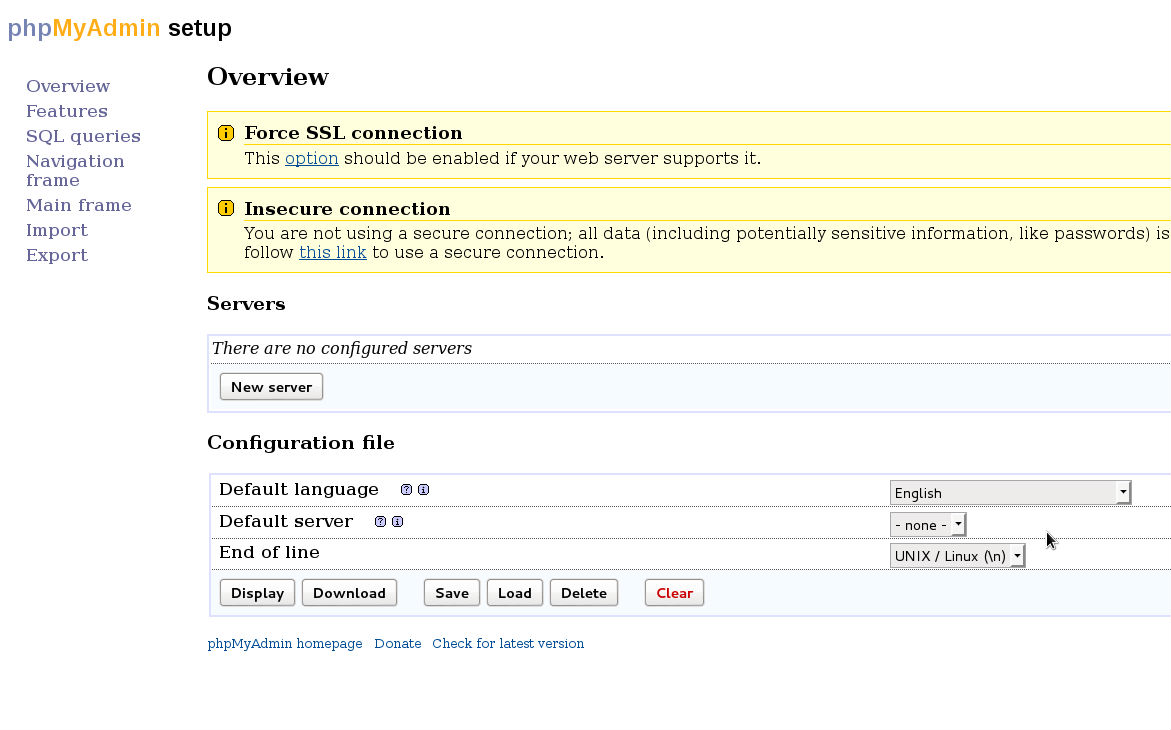 phpMyAdmin setup
Overview
Features
SQL queries
Navigation
frame
Main frame
Import
Export
Overview
Force SSL connection
This option should be enabled if your web server supports it.
Insecure connection
You are not using a secure connection; all data (including potentially sensitive information, like passwords) is
follow this link to use a secure connection.
Servers
There are no configured servers
New server
Configuration file
Default language English
Default server - none -
End of line UNIX / Linux (\n)
Display Download Save Load Delete Clear
phpMyAdmin homepage Donate Check for latest version